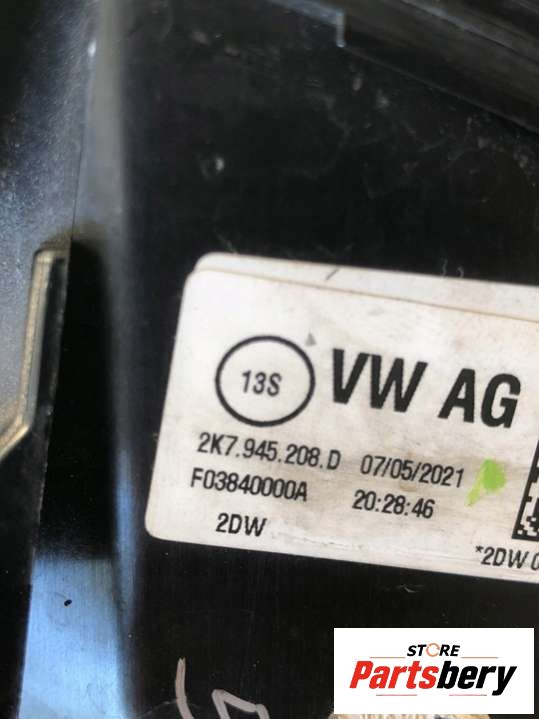 13S VW AG
2K7.945.208.D 07/05/2021
F03840000A 20:28:46
2DW
*2DW 0
STORE
Partsbery